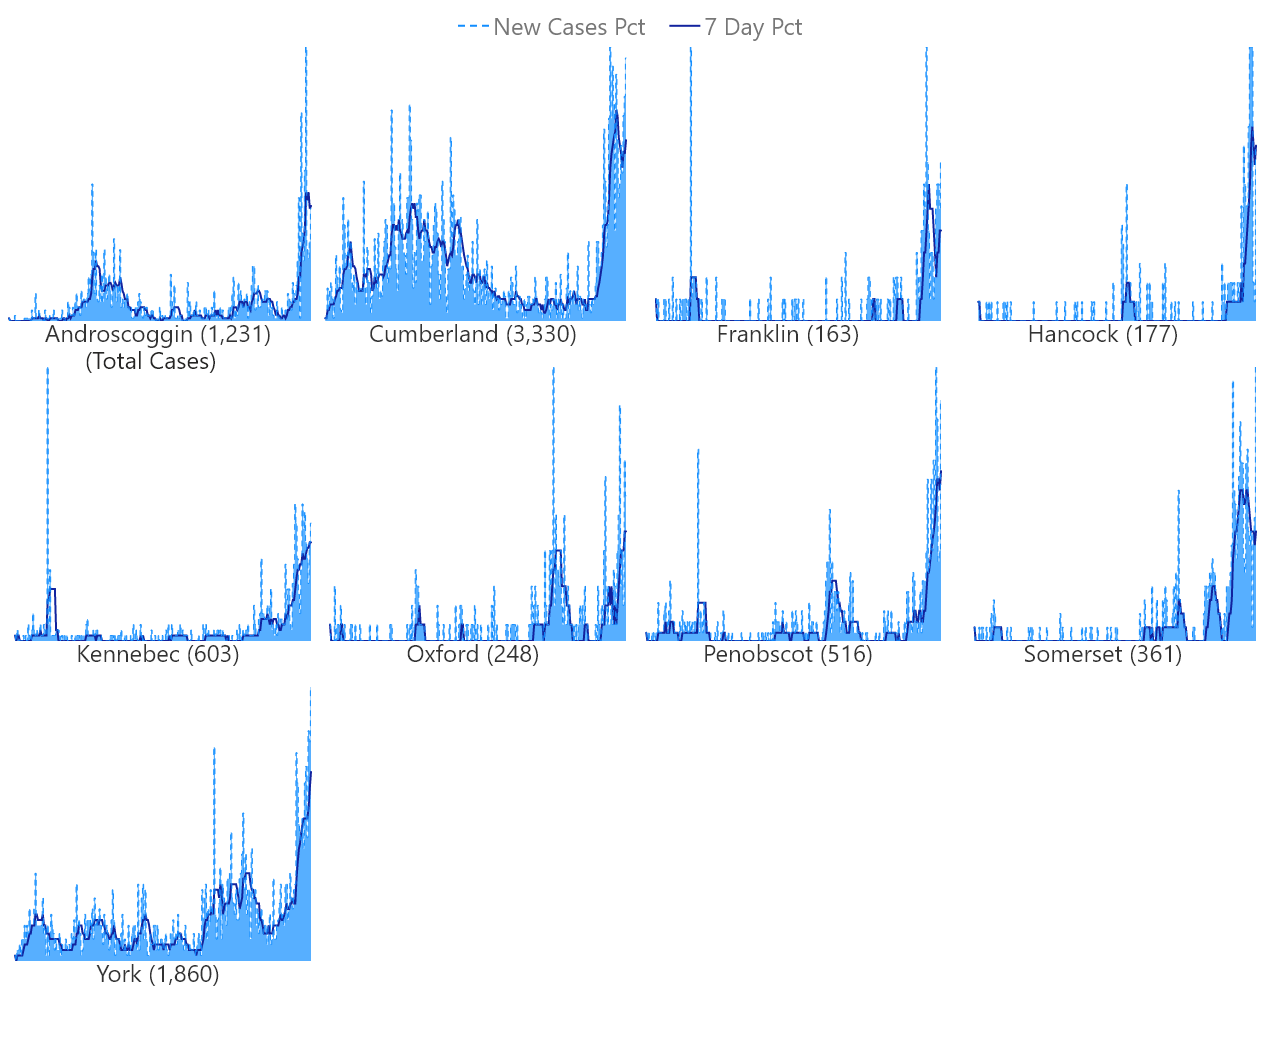 New Cases Pct 7 Day Pct
Androscoggin (1,231) Cumberland (3,330) Franklin (163) Hancock (177)
(Total Cases)
Kennebec (603) Oxford (248) Penobscot (516) Somerset (361)
York (1,860)